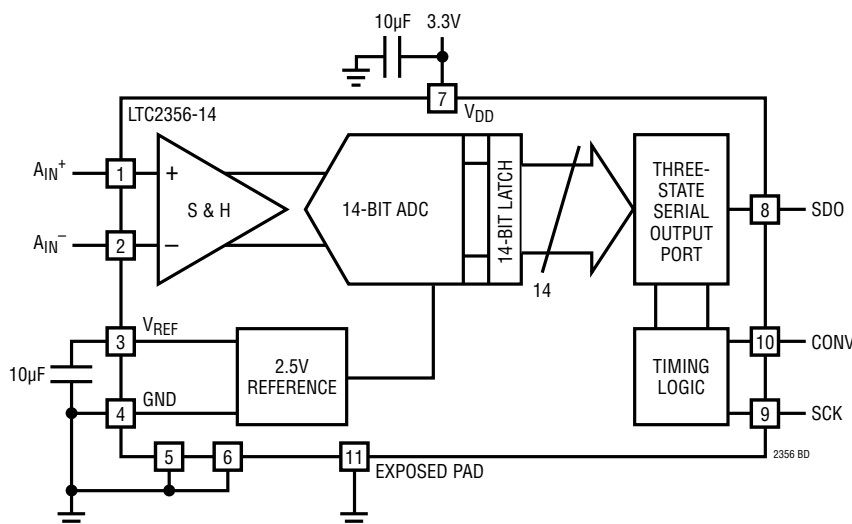 10µF
3.3V
LTC2356-14
7
VDD
AIN+
1
+
S & H
AIN–
2
–
14-BIT ADC
14-BIT LATCH
14
THREE-
STATE
SERIAL
OUTPUT
PORT
8
SDO
3
VREF
10µF
4
GND
2.5V
REFERENCE
TIMING
LOGIC
10
CONV
9
SCK
5
6
11
EXPOSED PAD
2356 BD